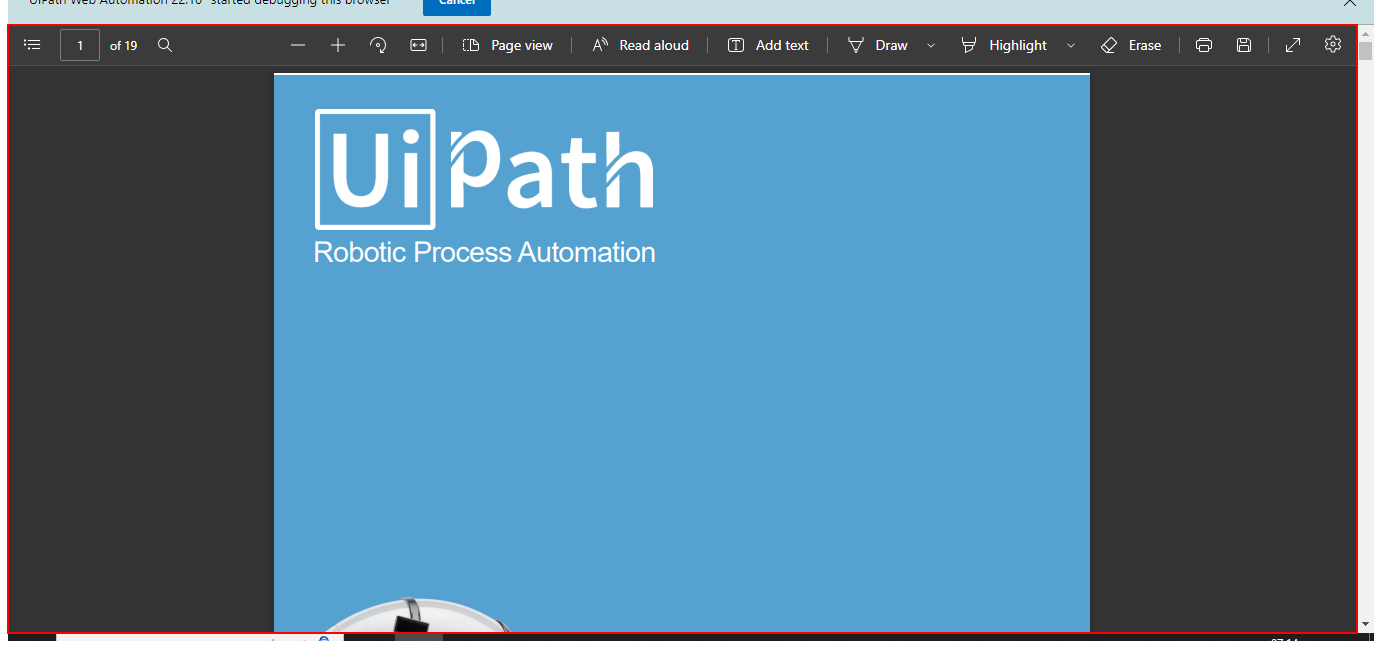 UiPath Web Automation 22.10" started debugging this browser Cancel
1 of 19 Page view Read aloud Add text Draw Highlight Erase
UiPath
Robotic Process Automation